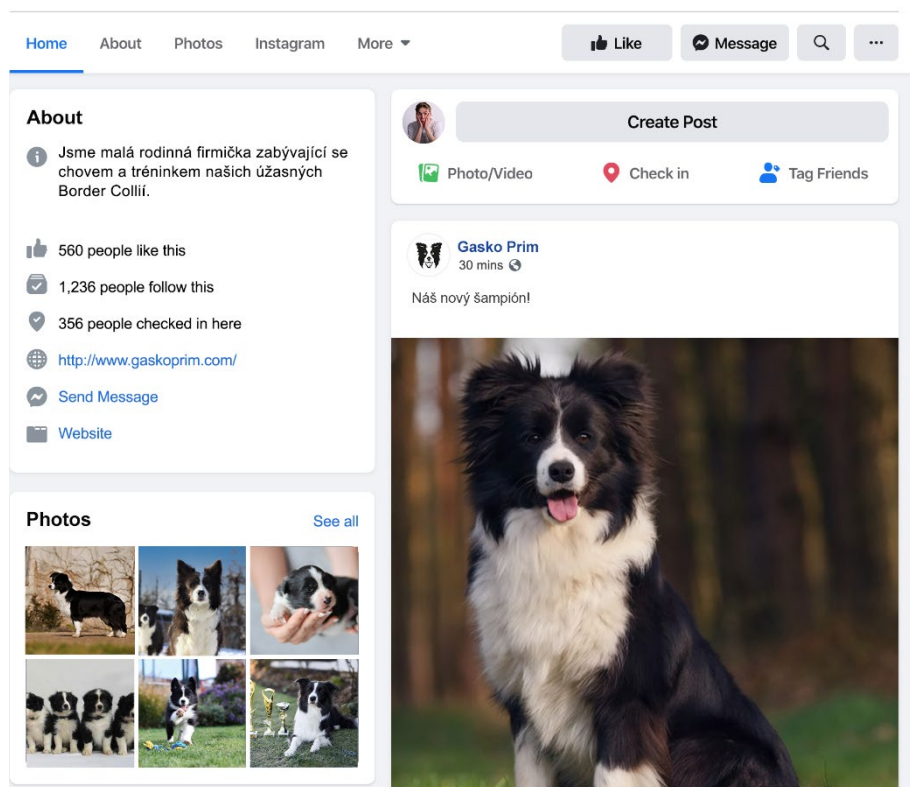 Home About Photos Instagram More
Like Message
About
Jsme malá rodinná firmička zabývající se
chovem a tréninkem našich úžasných
Border Collií.
560 people like this
1,236 people follow this
356 people checked in here
http://www.gaskoprim.com/
Send Message
Website
Photos See all
Create Post
Photo/Video Check in Tag Friends
Gasko Prim
30 mins
Náš nový šampión!